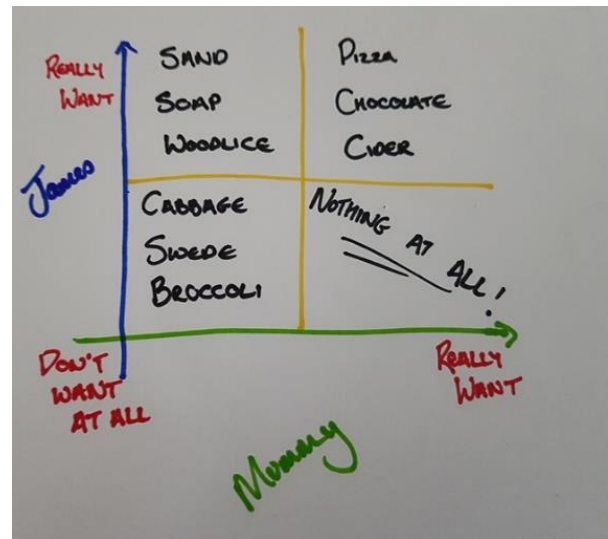 REALLY
WANT
SAND
SOAP
WOODLICE
PIZZA
CHOCOLATE
CIDER
James
CABBAGE
SWEDE
BROCCOLI
NOTHING AT ALL!
DON'T
WANT
AT ALL
REALLY
WANT
Mummy